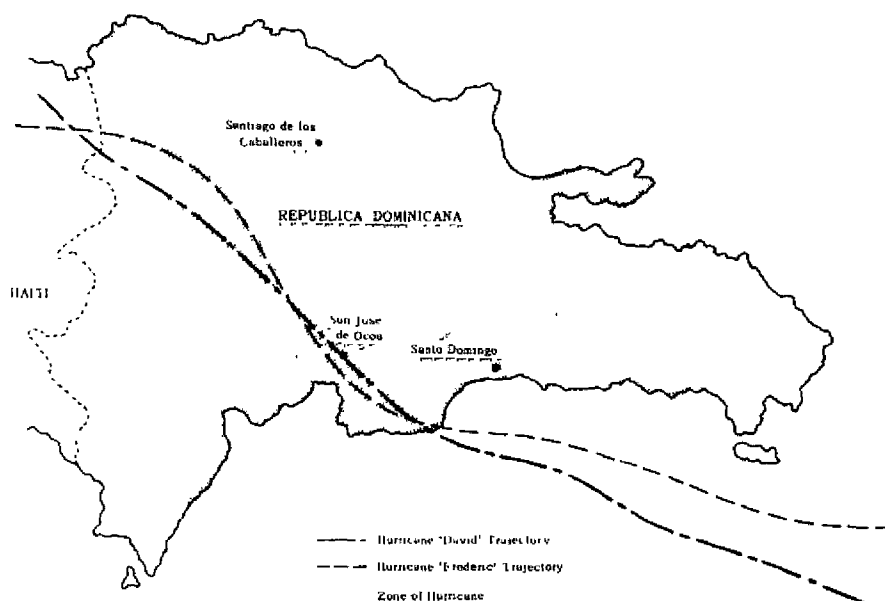 Santiago de los
Caballeros
REPUBLICA DOMINICANA
HAITI
San Jose
de Ocoa
Santo Domingo
Hurricane 'David' Trajectory
Hurricane 'Frederic' Trajectory
Zone of Hurricane